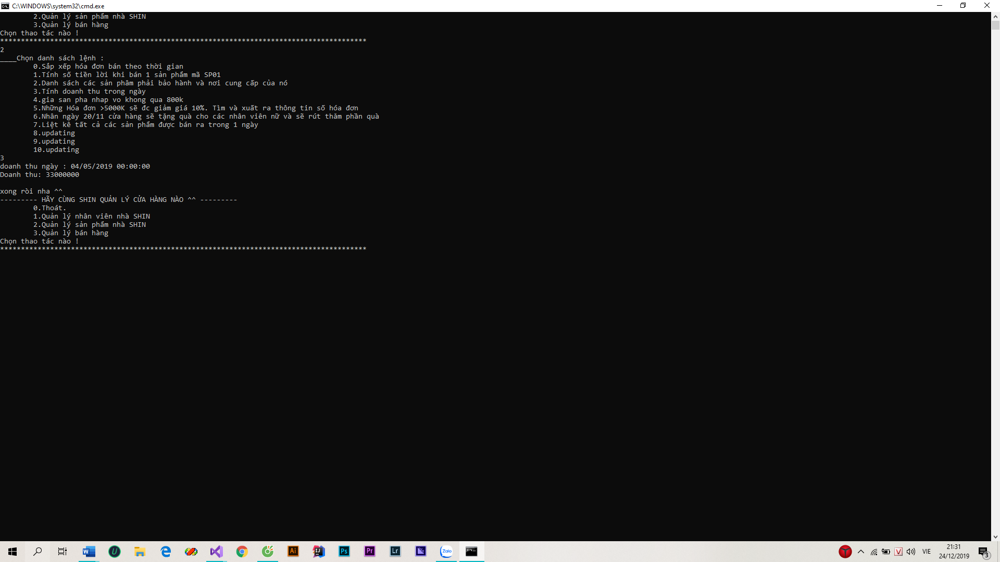 C:\WINDOWS\system32\cmd.exe
2.Quản lý sản phẩm nhà SHIN
3.Quản lý bán hàng
Chọn thao tác nào !
****************************************************************************************
2
____Chọn danh sách lệnh :
0.Sắp xếp hóa đơn bán theo thời gian
1.Tính số tiền lời khi bán 1 sản phẩm mã SP01
2.Danh sách các sản phâm phải bảo hành và nơi cung cấp của nó
3.Tính doanh thu trong ngày
4.gia san pha nhap vo khong qua 800k
5.Những Hóa đơn >5000K sẽ đc giảm giá 10%. Tìm và xuất ra thông tin số hóa đơn
6.Nhân ngày 20/11 cửa hàng sẽ tặng quà cho các nhân viên nữ và sẽ rút thăm phần quà
7.Liệt kê tất cả các sản phẩm được bán ra trong 1 ngày
8.updating
9.updating
10.updating
3
doanh thu ngày : 04/05/2019 00:00:00
Doanh thu: 33000000
xong ròi nha ^^
--------- HÃY CÙNG SHIN QUẢN LÝ CỬA HÀNG NÀO ^^ ---------
0.Thoát.
1.Quản lý nhân viên nhà SHIN
2.Quản lý sản phẩm nhà SHIN
3.Quản lý bán hàng
Chọn thao tác nào !
****************************************************************************************
W U Ai IJ Ps Pr Lr Zalo C:\. V VIE
21:31
24/12/2019
3